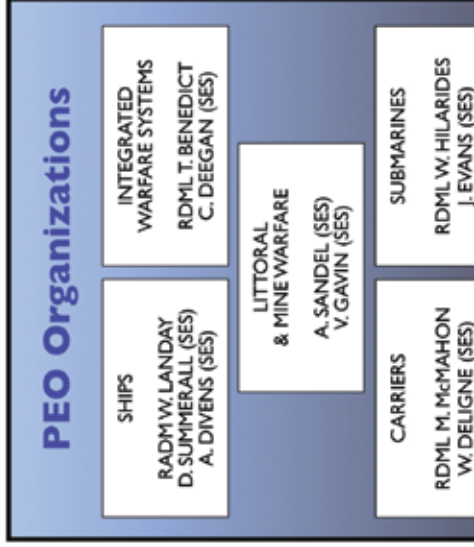 PEO Organizations
SHIPS
RADM W. LANDAY
D. SUMMERALL (SES)
A. DIVENS (SES)
INTEGRATED
WARFARE SYSTEMS
RDML T. BENEDICT
C. DEEGAN (SES)
LITTORAL
& MINE WARFARE
A. SANDEL (SES)
V. GAVIN (SES)
CARRIERS
RDML M. McMAHON
W. DELIGNE (SES)
SUBMARINES
RDML W. HILARIDES
J. EVANS (SES)